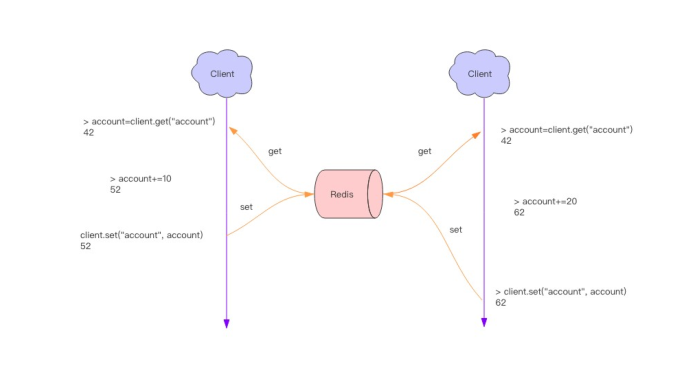 Client
Client
> account=client.get("account")
42
> account=client.get("account")
42
get
get
> account+=10
52
Redis
> account+=20
62
set
set
client.set("account", account)
52
> client.set("account", account)
62